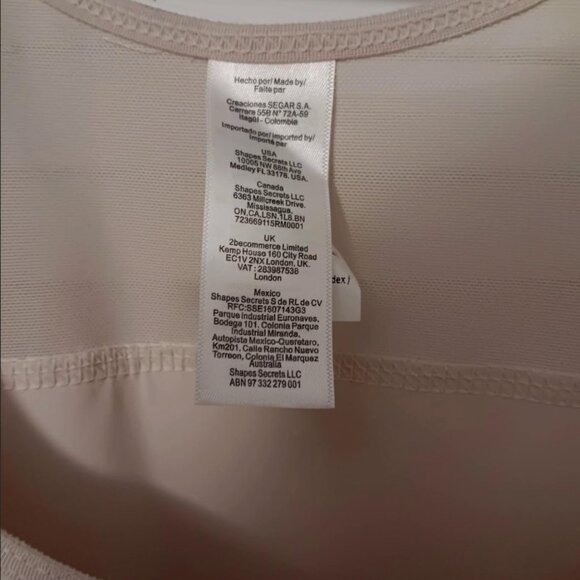 Hecho por/ Made by/
Faite par
Creaciones SEGAR S.A.
Carrera 55B N° 72A-59
Itagüí - Colombia
Importado por/ Imported by/
Importé par
USA
Shapes Secrets LLC
10005 NW 88th Ave
Medley FL 33178. USA.
Canada
Shapes Secrets LLC
6363 Millcreek Drive.
Mississagua,
ON,CA,LSN,1L8,BN
723669115RM0001
UK
2becommerce Limited
Kemp House 160 City Road
EC1V 2NX London, UK.
VAT : 283987538
London
Mexico
Shapes Secrets S de RL de CV
RFC:SSE1607143G3
Parque Industrial Euronaves,
Bodega 101, Colonia Parque
Industrial Miranda,
Autopista Mexico-Queretaro,
Km201, Calle Rancho Nuevo
Torreon, Colonia El Marquez
Australia
Shapes Secrets LLC
ABN 97 332 279 001
dex)